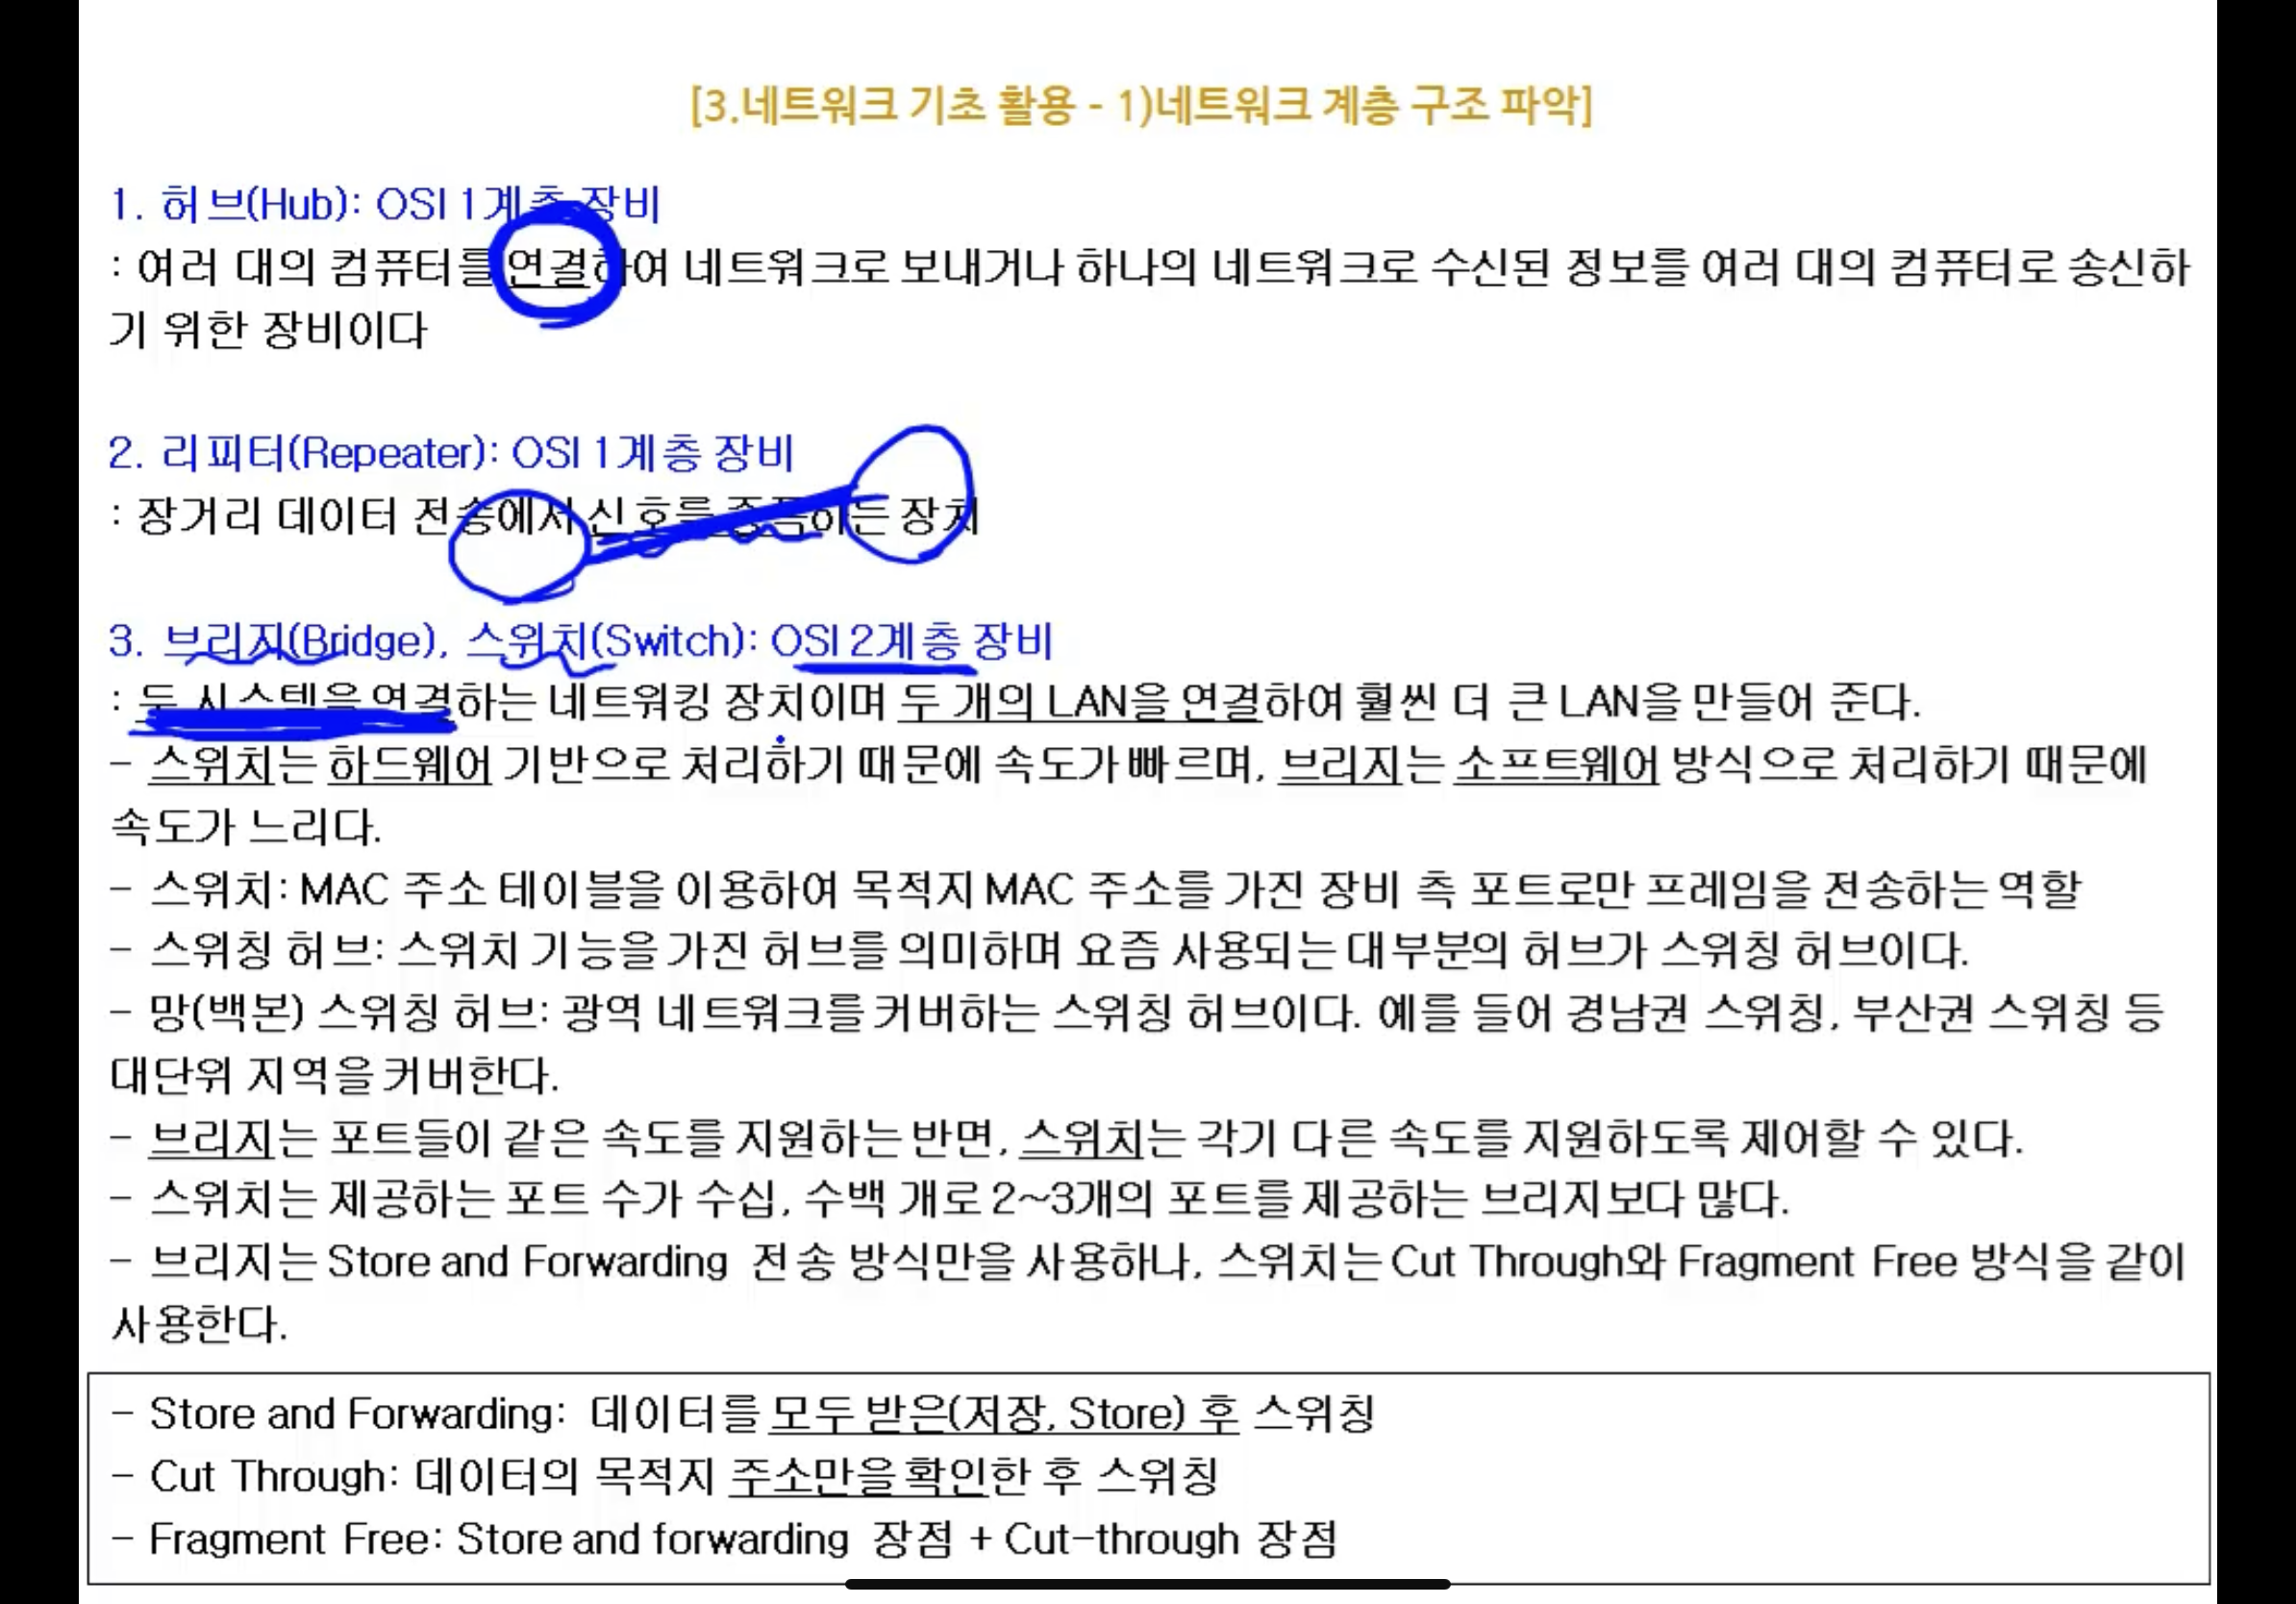 [3.네트워크 기초 활용 - 1)네트워크 계층 구조 파악]
1. 허브(Hub): OSI 1계층 장비
: 여러 대의 컴퓨터를 연결하여 네트워크로 보내거나 하나의 네트워크로 수신된 정보를 여러 대의 컴퓨터로 송신하
기 위한 장비이다
2. 리피터(Repeater): OSI 1계층 장비
: 장거리 데이터 전송에서 신호를 증폭하는 장치
3. 브리지(Bridge), 스위치(Switch): OSI 2계층 장비
: 두 시스템을 연결하는 네트워킹 장치이며 두 개의 LAN을 연결하여 훨씬 더 큰 LAN을 만들어 준다.
- 스위치는 하드웨어 기반으로 처리하기 때문에 속도가 빠르며, 브리지는 소프트웨어 방식으로 처리하기 때문에
속도가 느리다.
- 스위치: MAC 주소 테이블을 이용하여 목적지 MAC 주소를 가진 장비 측 포트로만 프레임을 전송하는 역할
- 스위칭 허브: 스위치 기능을 가진 허브를 의미하며 요즘 사용되는 대부분의 허브가 스위칭 허브이다.
- 망(백본) 스위칭 허브: 광역 네트워크를 커버하는 스위칭 허브이다. 예를 들어 경남권 스위칭, 부산권 스위칭 등
대단위 지역을 커버한다.
- 브리지는 포트들이 같은 속도를 지원하는 반면, 스위치는 각기 다른 속도를 지원하도록 제어할 수 있다.
- 스위치는 제공하는 포트 수가 수십, 수백 개로 2~3개의 포트를 제공하는 브리지보다 많다.
- 브리지는 Store and Forwarding 전송 방식만을 사용하나, 스위치는 Cut Through와 Fragment Free 방식을 같이
사용한다.
- Store and Forwarding: 데이터를 모두 받은(저장, Store) 후 스위칭
- Cut Through: 데이터의 목적지 주소만을 확인한 후 스위칭
- Fragment Free: Store and forwarding 장점 + Cut-through 장점